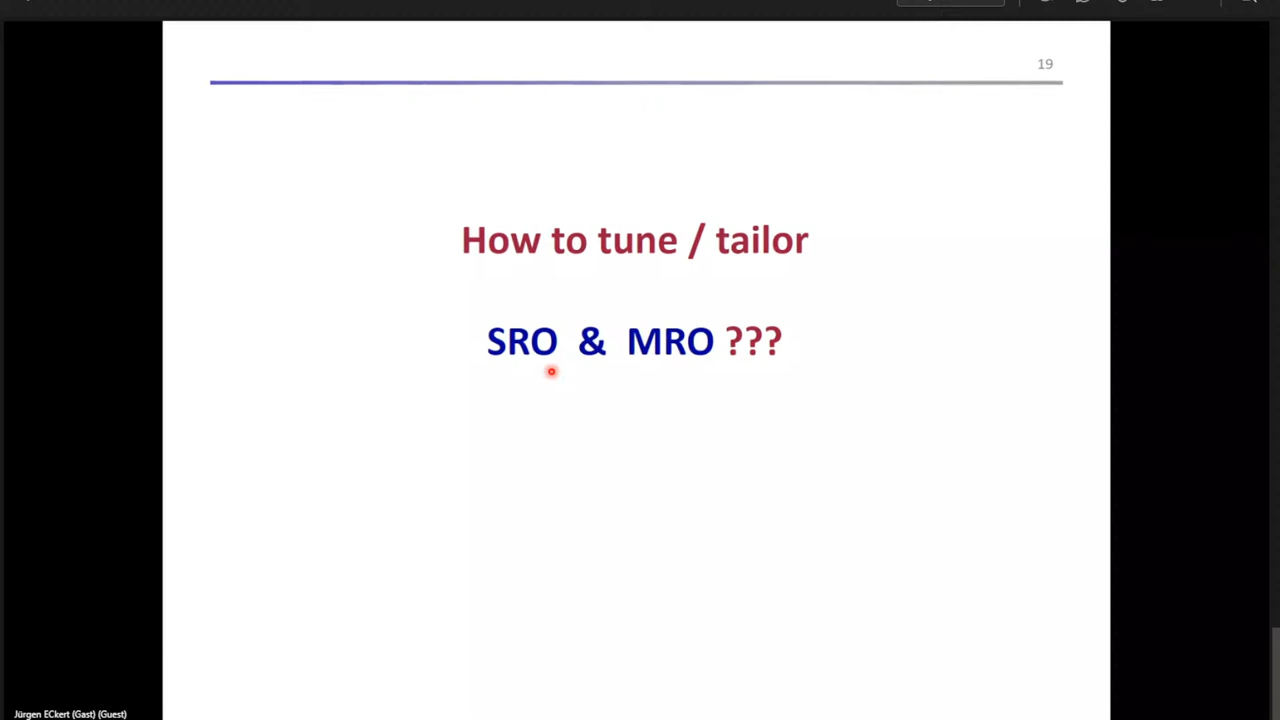 19
How to tune / tailor
SRO & MRO ???
Jürgen ECkert (Gast) (Guest)